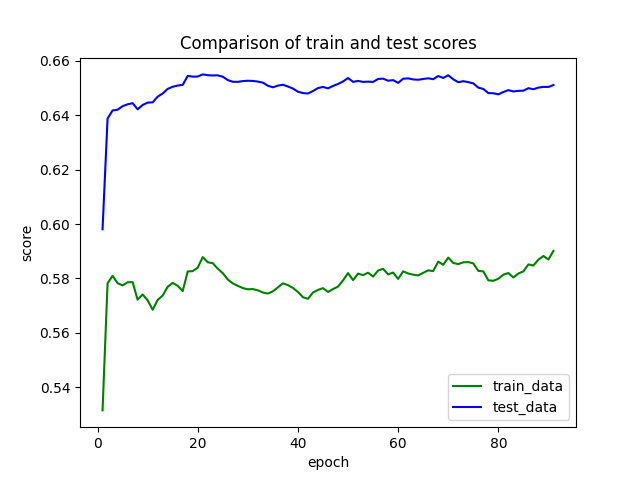 Comparison of train and test scores
score
0.66
0.64
0.62
0.60
0.58
0.56
0.54
0 20 40 60 80
epoch
train_data
test_data